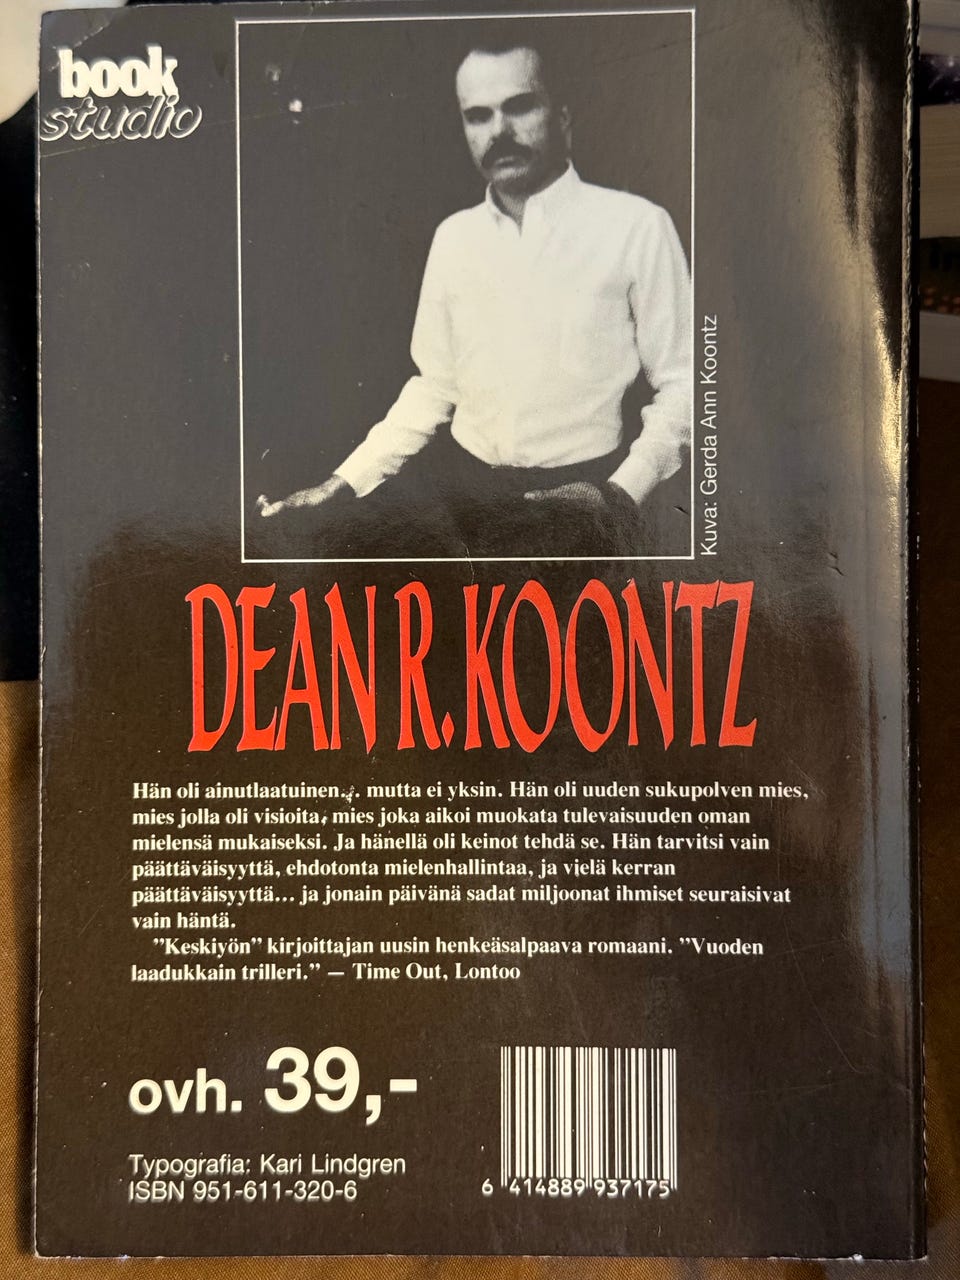 book
studio
Kuva: Gerda Ann Koontz
DEAN R. KOONTZ
Hän oli ainutlaatuinen... mutta ei yksin. Hän oli uuden sukupolven mies,
mies jolla oli visioita, mies joka aikoi muokata tulevaisuuden oman
mielensä mukaiseksi. Ja hänellä oli keinot tehdä se. Hän tarvitsi vain
päättäväisyyttä, ehdotonta mielenhallintaa, ja vielä kerran
päättäväisyyttä... ja jonain päivänä sadat miljoonat ihmiset seuraisivat
vain häntä.
”Keskiyön” kirjoittajan uusin henkeäsalpaava romaani. ”Vuoden
laadukkain trilleri.” — Time Out, Lontoo
ovh. 39,-
Typografia: Kari Lindgren
ISBN 951-611-320-6
6 414889 937175